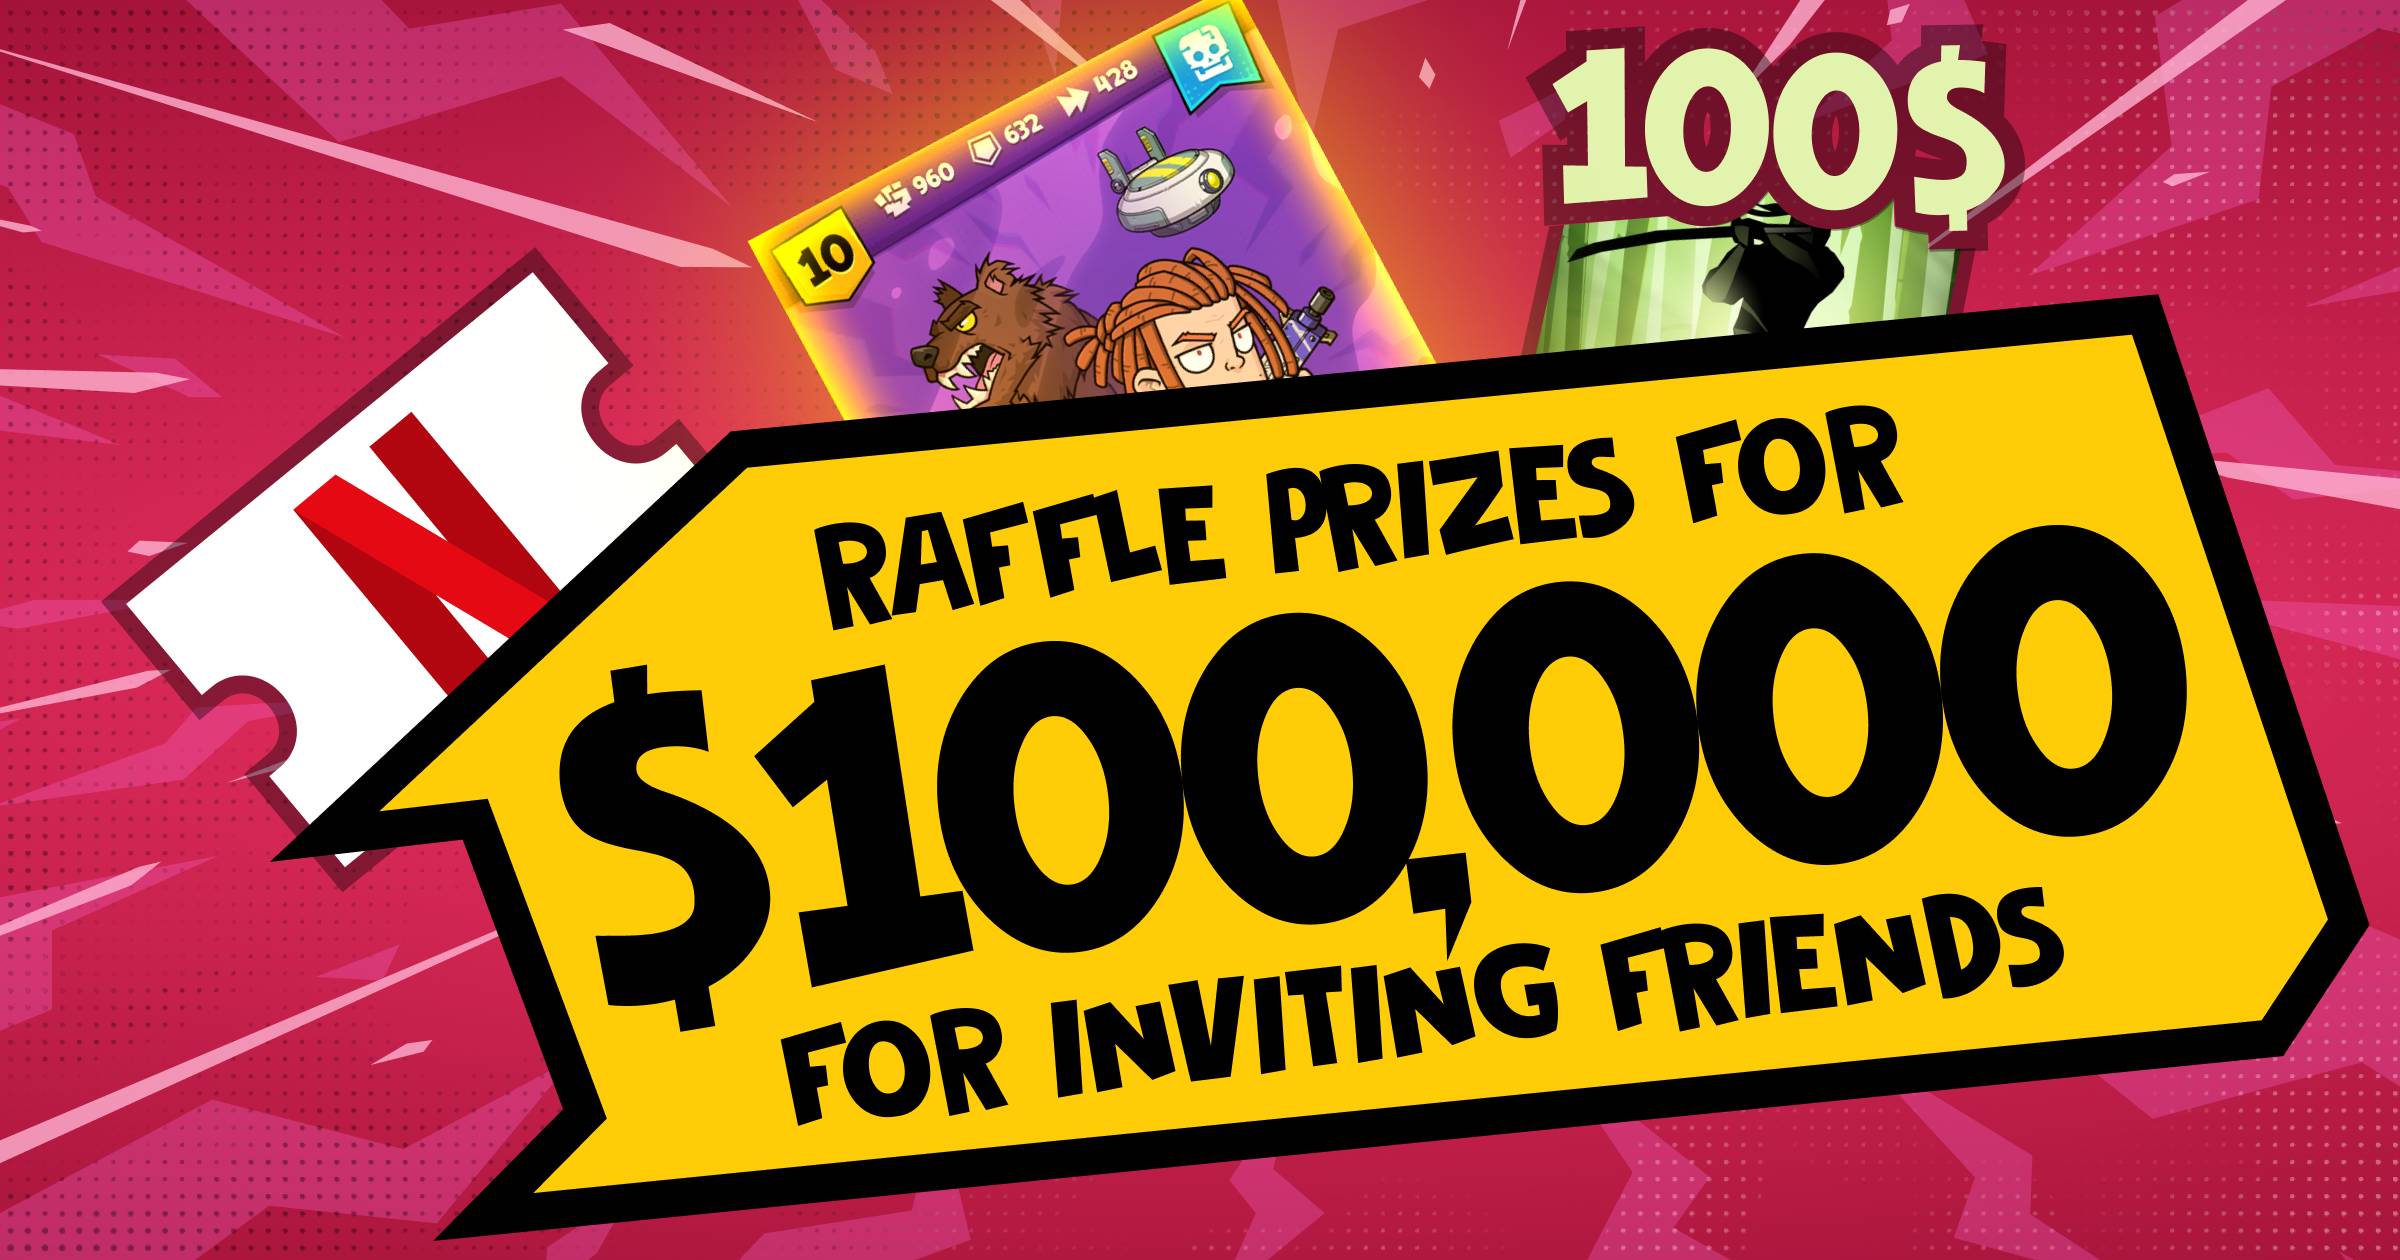 100$
428
632
960
10
N
RAFFLE PRIZES FOR
$100,000
FOR INVITING FRIENDS